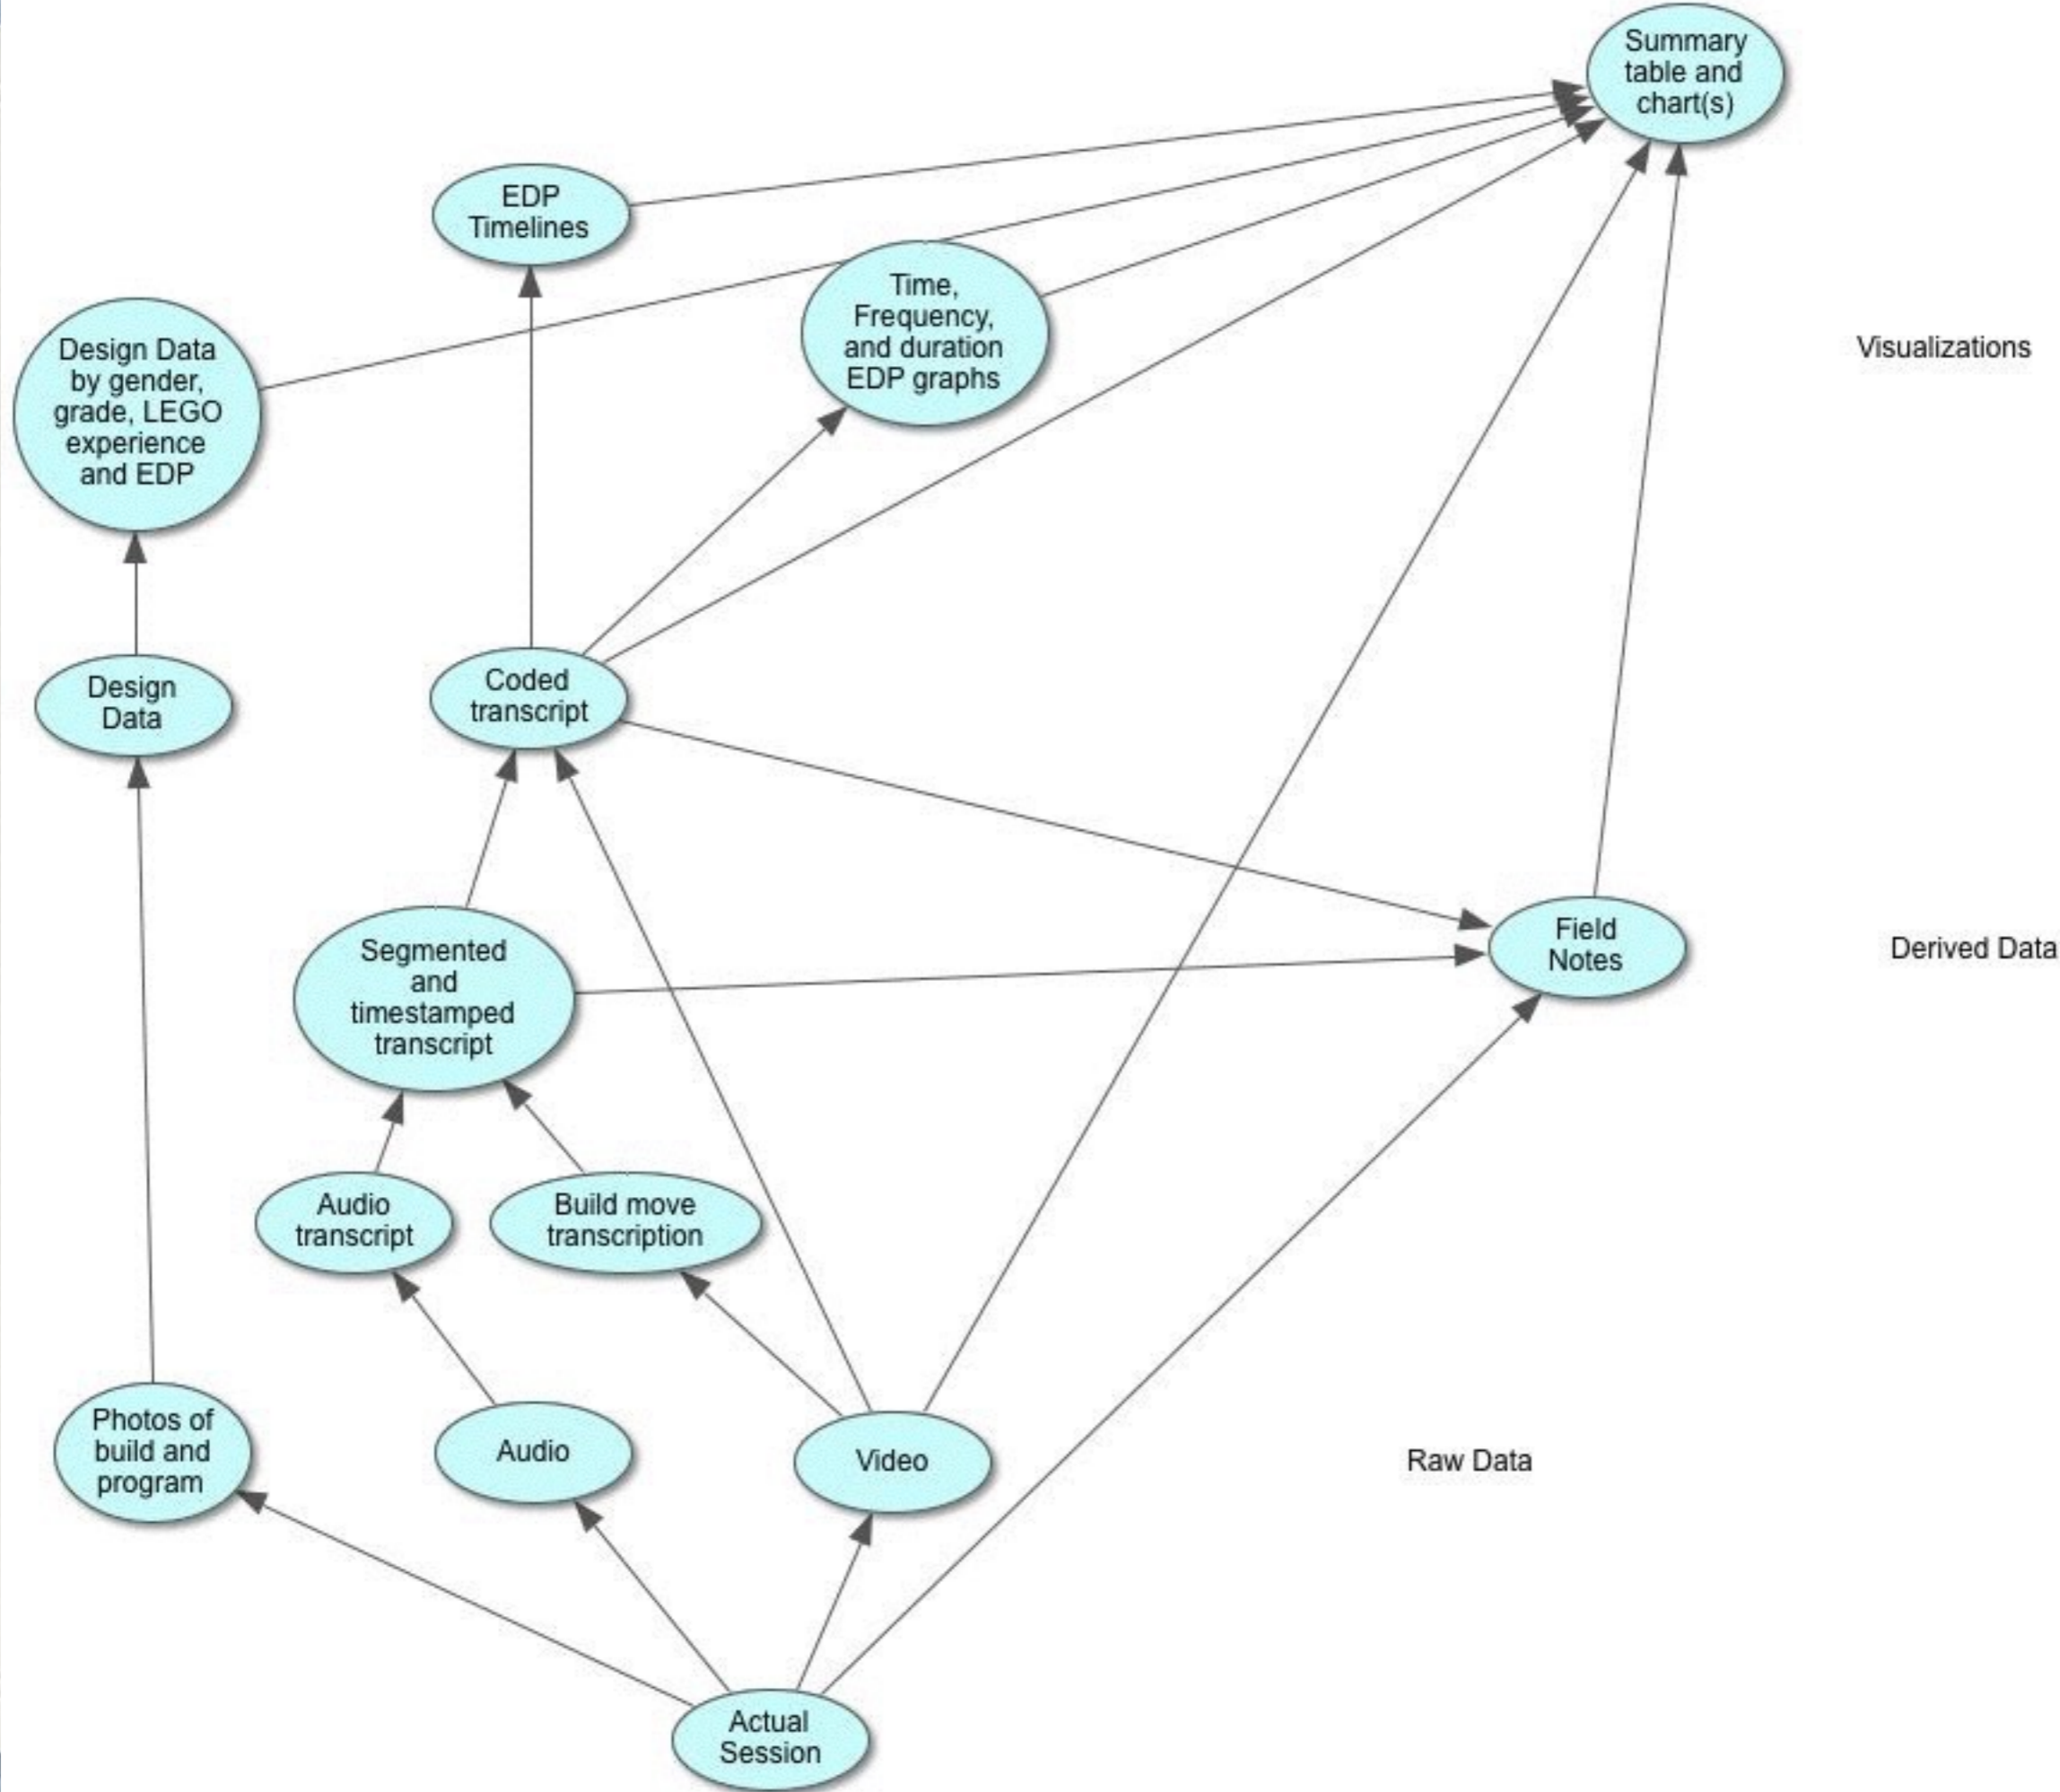 Summary
table and
chart(s)
EDP
Timelines
Time,
Frequency,
and duration
EDP graphs
Design Data
by gender,
grade, LEGO
experience
and EDP
Visualizations
Design
Data
Coded
transcript
Segmented
and
timestamped
transcript
Field
Notes
Derived Data
Audio
transcript
Build move
transcription
Photos of
build and
program
Audio
Video
Raw Data
Actual
Session